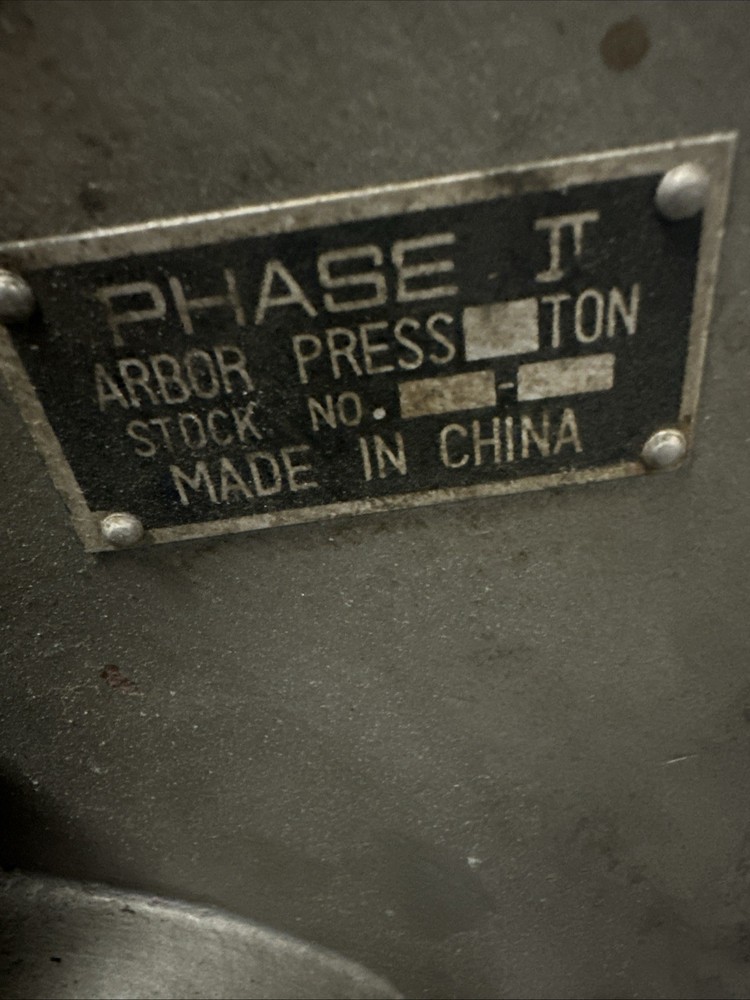 PHASE II
ARBOR PRESS TON
STOCK NO. -
MADE IN CHINA